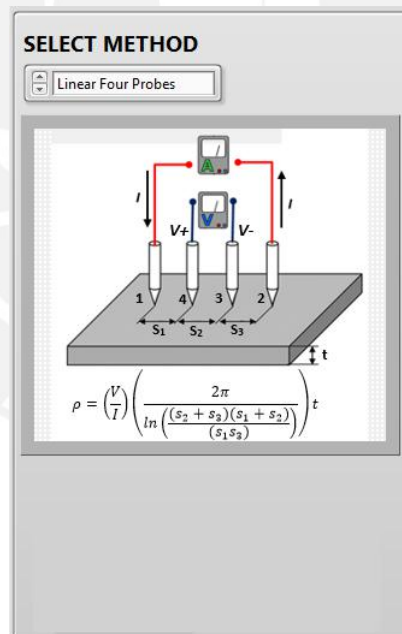 SELECT METHOD
Linear Four Probes
A
I
I
V
V+
V-
1
4
3
2
S1
S2
S3
t
ρ = (V/I) (2π / ln((s₂ + s₃)(s₁ + s₂) / (s₁s₃))) t